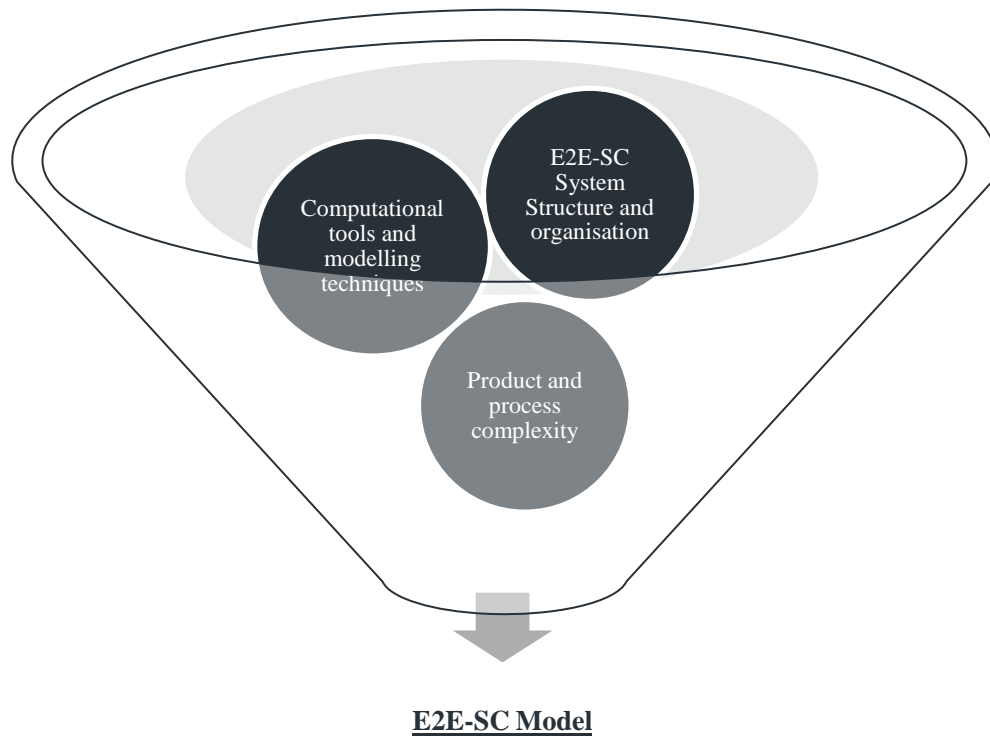 E2E-SC
System
Structure and
organisation
Computational
tools and
modelling
techniques
Product and
process
complexity
E2E-SC Model